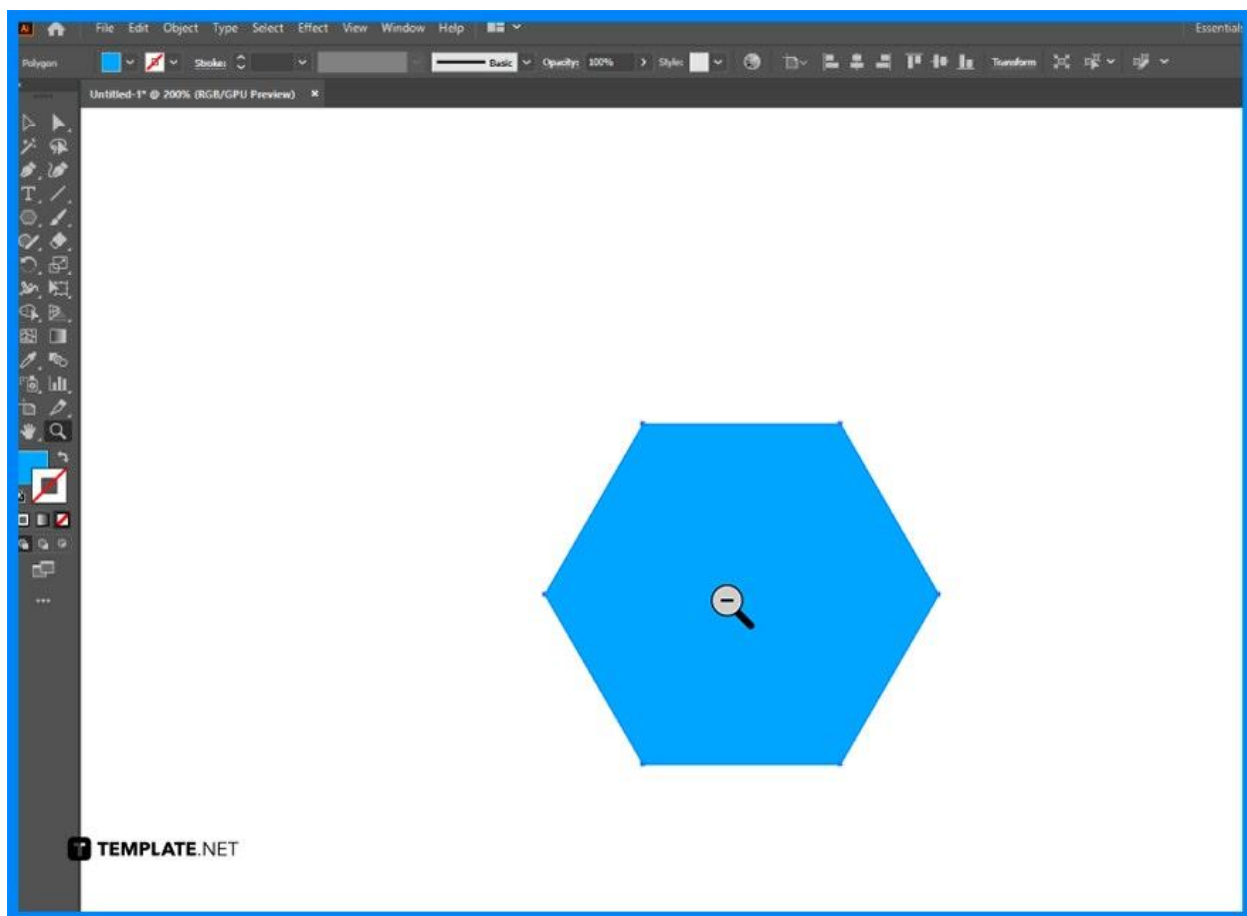 Ai File Edit Object Type Select Effect View Window Help Essentials
Polygon Stroke: Basic Opacity: 100% Style: Transform
Untitled-1* @ 200% (RGB/GPU Preview) ×
T
T TEMPLATE.NET